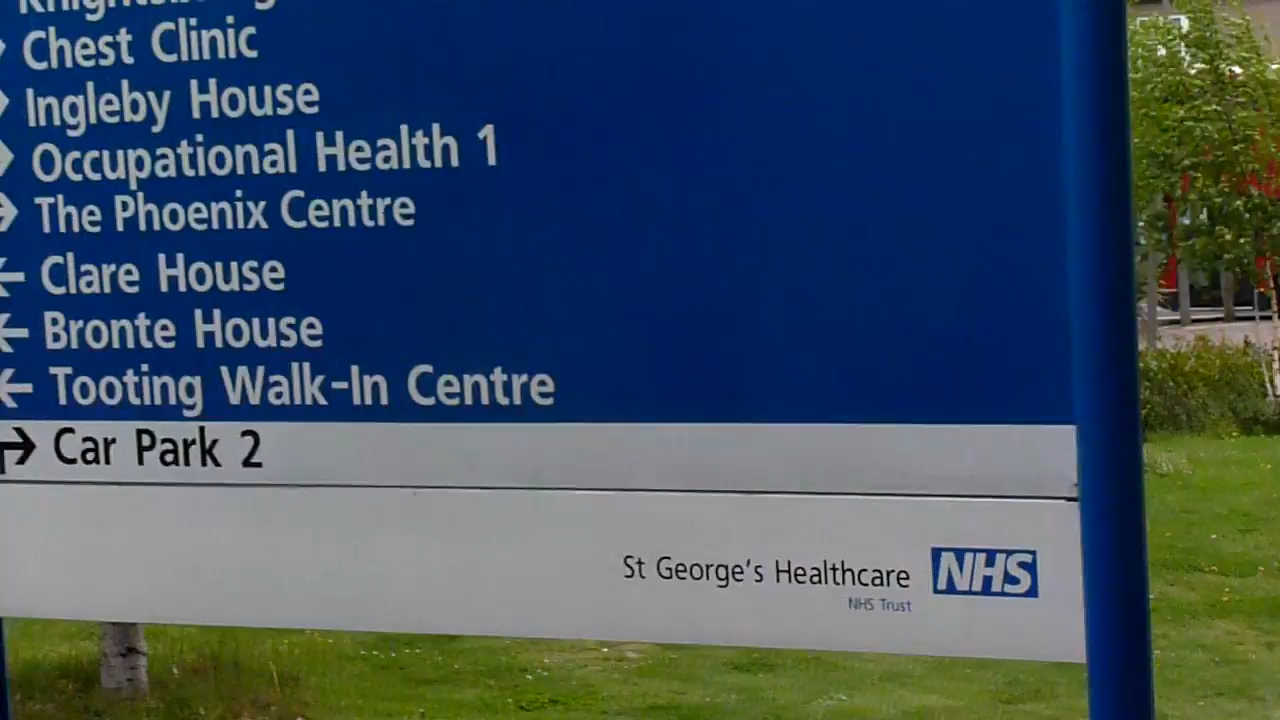 Chest Clinic
Ingleby House
Occupational Health 1
The Phoenix Centre
Clare House
Bronte House
Tooting Walk-In Centre
Car Park 2
St George's Healthcare NHS
NHS Trust